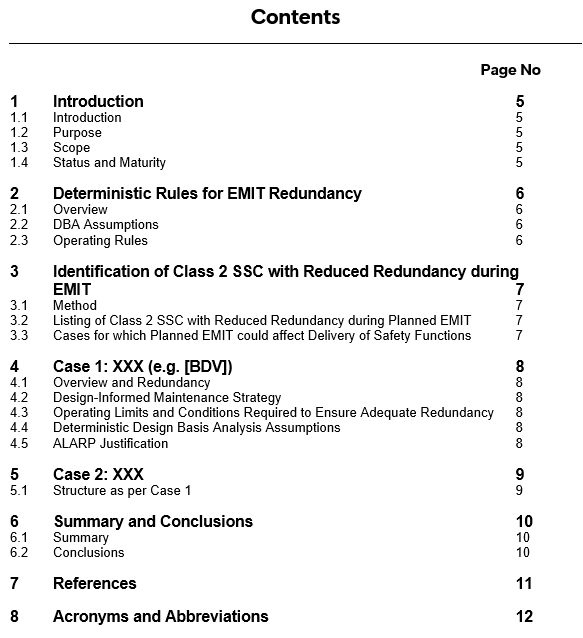 Contents
Page No
1 Introduction 5
1.1 Introduction 5
1.2 Purpose 5
1.3 Scope 5
1.4 Status and Maturity 5
2 Deterministic Rules for EMIT Redundancy 6
2.1 Overview 6
2.2 DBA Assumptions 6
2.3 Operating Rules 6
3 Identification of Class 2 SSC with Reduced Redundancy during
EMIT 7
3.1 Method 7
3.2 Listing of Class 2 SSC with Reduced Redundancy during Planned EMIT 7
3.3 Cases for which Planned EMIT could affect Delivery of Safety Functions 7
4 Case 1: XXX (e.g. [BDV]) 8
4.1 Overview and Redundancy 8
4.2 Design-Informed Maintenance Strategy 8
4.3 Operating Limits and Conditions Required to Ensure Adequate Redundancy 8
4.4 Deterministic Design Basis Analysis Assumptions 8
4.5 ALARP Justification 8
5 Case 2: XXX 9
5.1 Structure as per Case 1 9
6 Summary and Conclusions 10
6.1 Summary 10
6.2 Conclusions 10
7 References 11
8 Acronyms and Abbreviations 12